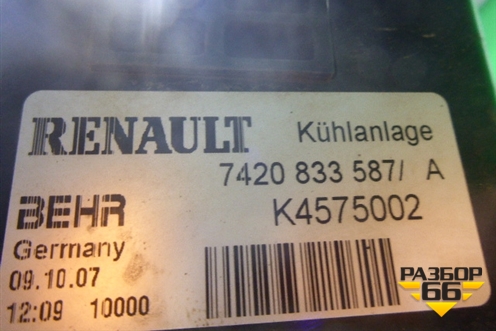 RENAULT Kühlanlage
7420 833 587/ A
BEHR K4575002
Germany
09.10.07
12:09 10000
РАЗБОР
66